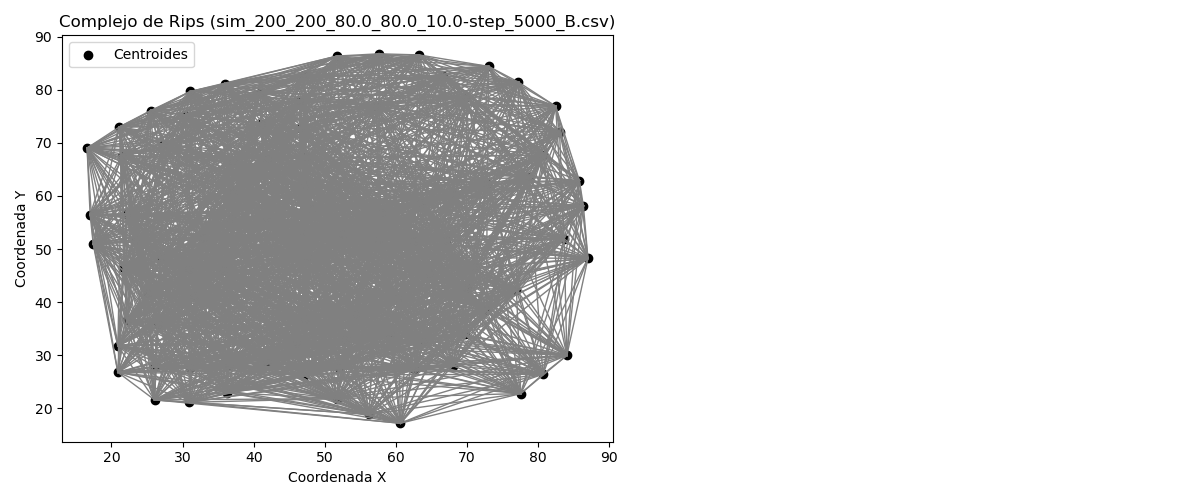 Complejo de Rips (sim_200_200_80.0_80.0_10.0-step_5000_B.csv)
Centroides
Coordenada Y
90
80
70
60
50
40
30
20
20 30 40 50 60 70 80 90
Coordenada X